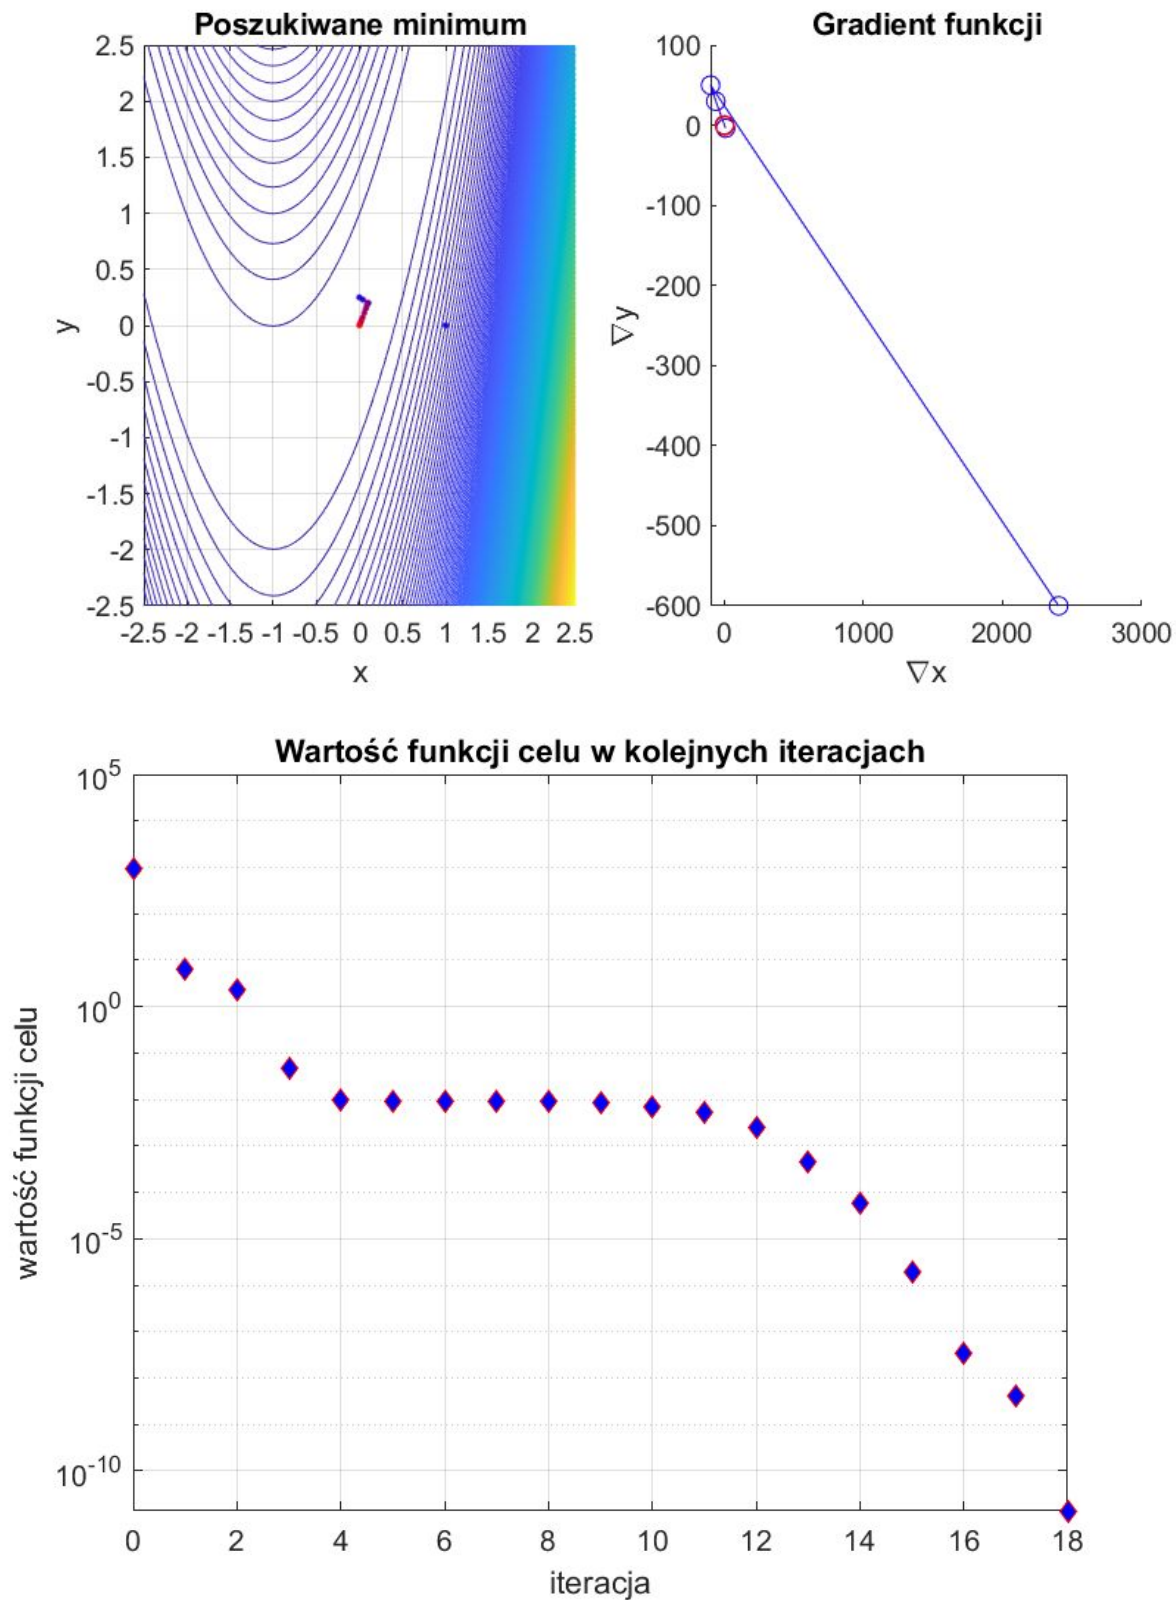 Poszukiwane minimum
2.5
2
1.5
1
0.5
0
-0.5
-1
-1.5
-2
-2.5
y
-2.5 -2 -1.5 -1 -0.5 0 0.5 1 1.5 2 2.5
x
Gradient funkcji
100
0
-100
-200
-300
-400
-500
-600
∇y
0 1000 2000 3000
∇x
Wartość funkcji celu w kolejnych iteracjach
10^5
10^0
10^-5
10^-10
wartość funkcji celu
0 2 4 6 8 10 12 14 16 18
iteracja